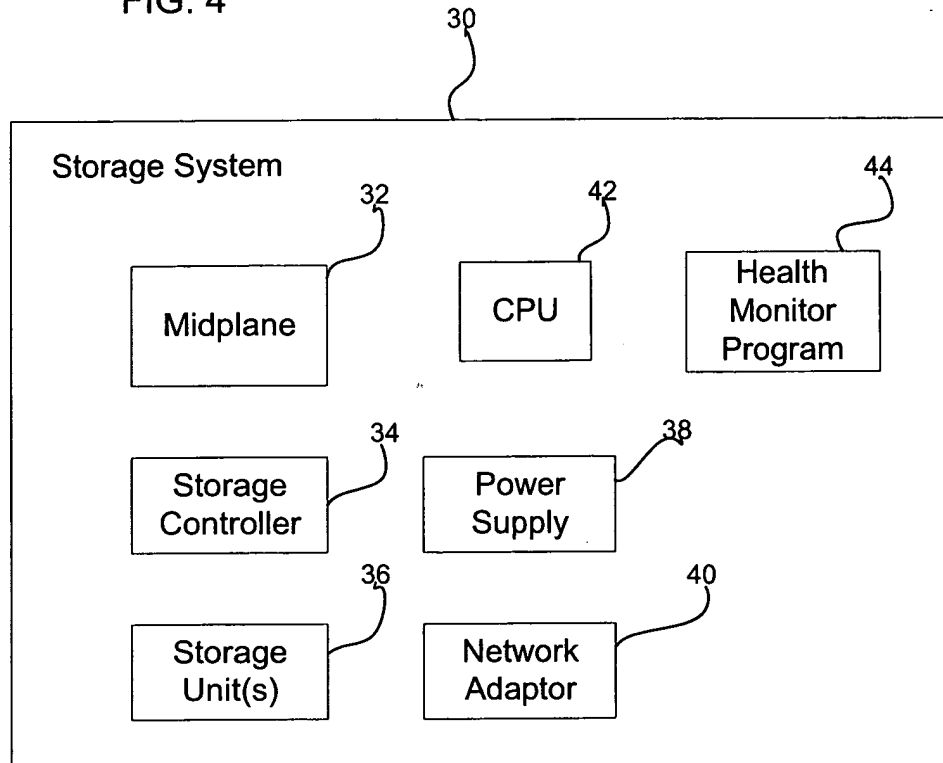 FIG. 4
30
Storage System
32
42
44
Midplane
CPU
Health
Monitor
Program
34
38
Storage
Controller
Power
Supply
36
40
Storage
Unit(s)
Network
Adaptor